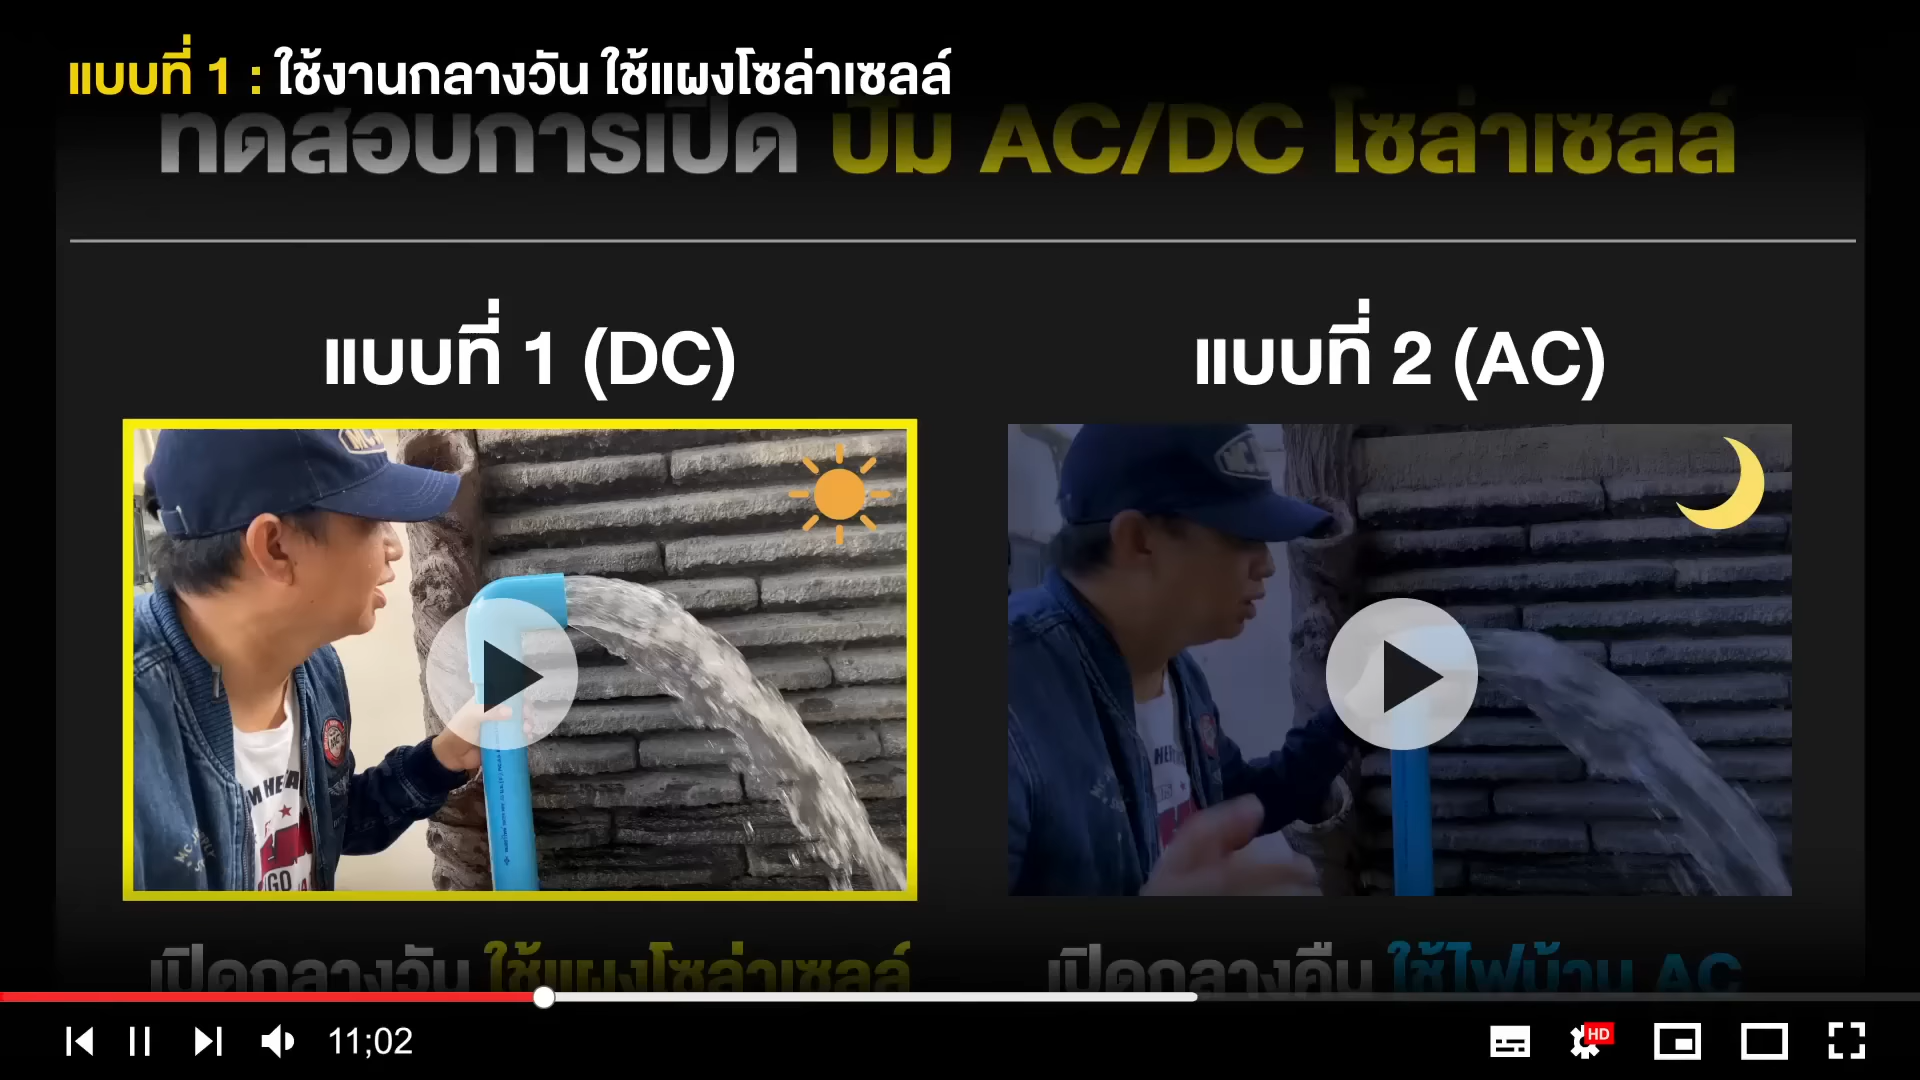 แบบที่ 1 : ใช้งานกลางวัน ใช้แผงโซล่าเซลล์
ทดสอบการเปิด ปั๊ม AC/DC โซล่าเซลล์
แบบที่ 1 (DC)
แบบที่ 2 (AC)
เปิดกลางวัน ใช้แผงโซล่าเซลล์
เปิดกลางคืน ใช้ไฟบ้าน AC
11;02
HD